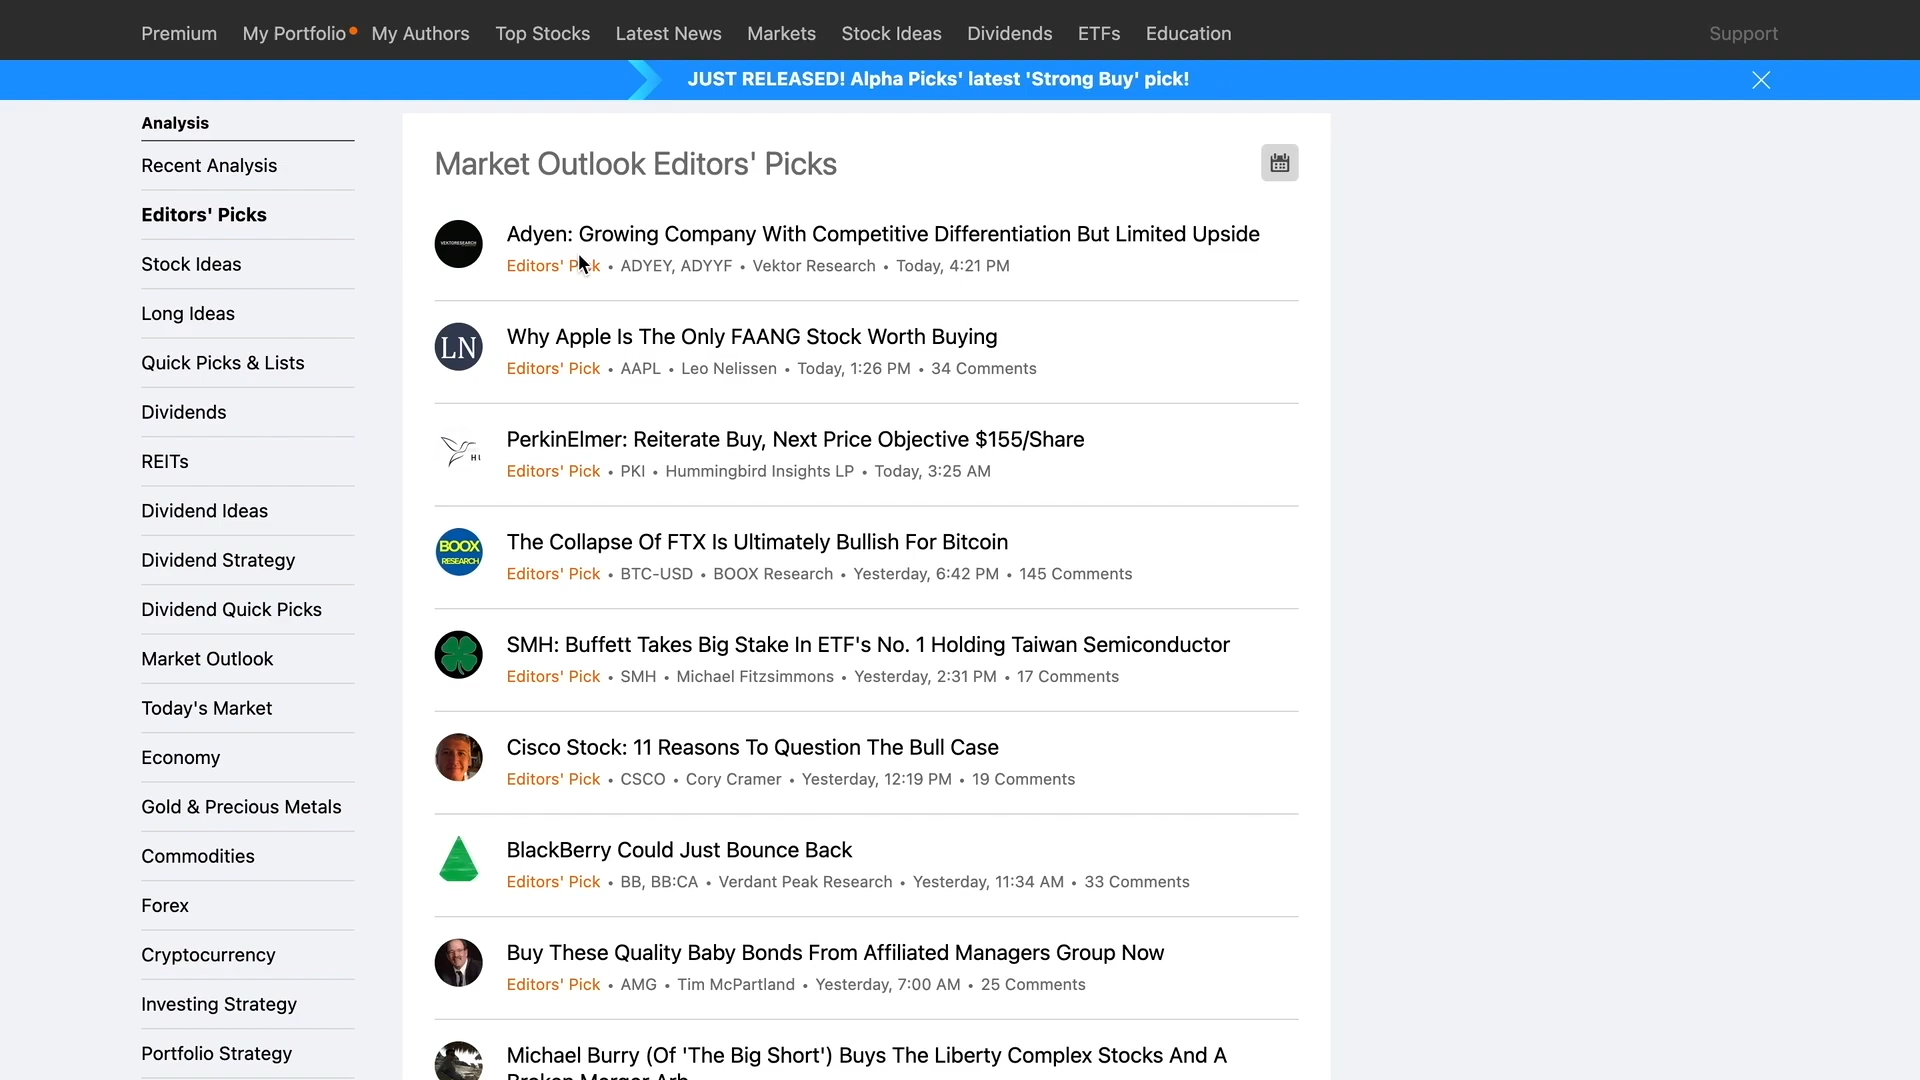 Premium My Portfolio My Authors Top Stocks Latest News Markets Stock Ideas Dividends ETFs Education Support
JUST RELEASED! Alpha Picks' latest 'Strong Buy' pick!
Analysis
Recent Analysis
Editors' Picks
Stock Ideas
Long Ideas
Quick Picks & Lists
Dividends
REITs
Dividend Ideas
Dividend Strategy
Dividend Quick Picks
Market Outlook
Today's Market
Economy
Gold & Precious Metals
Commodities
Forex
Cryptocurrency
Investing Strategy
Portfolio Strategy
Market Outlook Editors' Picks
VEKTORESEARCH
Adyen: Growing Company With Competitive Differentiation But Limited Upside
Editors' Pick • ADYEY, ADYYF • Vektor Research • Today, 4:21 PM
LN
Why Apple Is The Only FAANG Stock Worth Buying
Editors' Pick • AAPL • Leo Nelissen • Today, 1:26 PM • 34 Comments
HI
PerkinElmer: Reiterate Buy, Next Price Objective $155/Share
Editors' Pick • PKI • Hummingbird Insights LP • Today, 3:25 AM
BOOX
RESEARCH
The Collapse Of FTX Is Ultimately Bullish For Bitcoin
Editors' Pick • BTC-USD • BOOX Research • Yesterday, 6:42 PM • 145 Comments
SMH: Buffett Takes Big Stake In ETF's No. 1 Holding Taiwan Semiconductor
Editors' Pick • SMH • Michael Fitzsimmons • Yesterday, 2:31 PM • 17 Comments
Cisco Stock: 11 Reasons To Question The Bull Case
Editors' Pick • CSCO • Cory Cramer • Yesterday, 12:19 PM • 19 Comments
BlackBerry Could Just Bounce Back
Editors' Pick • BB, BB:CA • Verdant Peak Research • Yesterday, 11:34 AM • 33 Comments
Buy These Quality Baby Bonds From Affiliated Managers Group Now
Editors' Pick • AMG • Tim McPartland • Yesterday, 7:00 AM • 25 Comments
Michael Burry (Of 'The Big Short') Buys The Liberty Complex Stocks And A
Broken Merger Arb